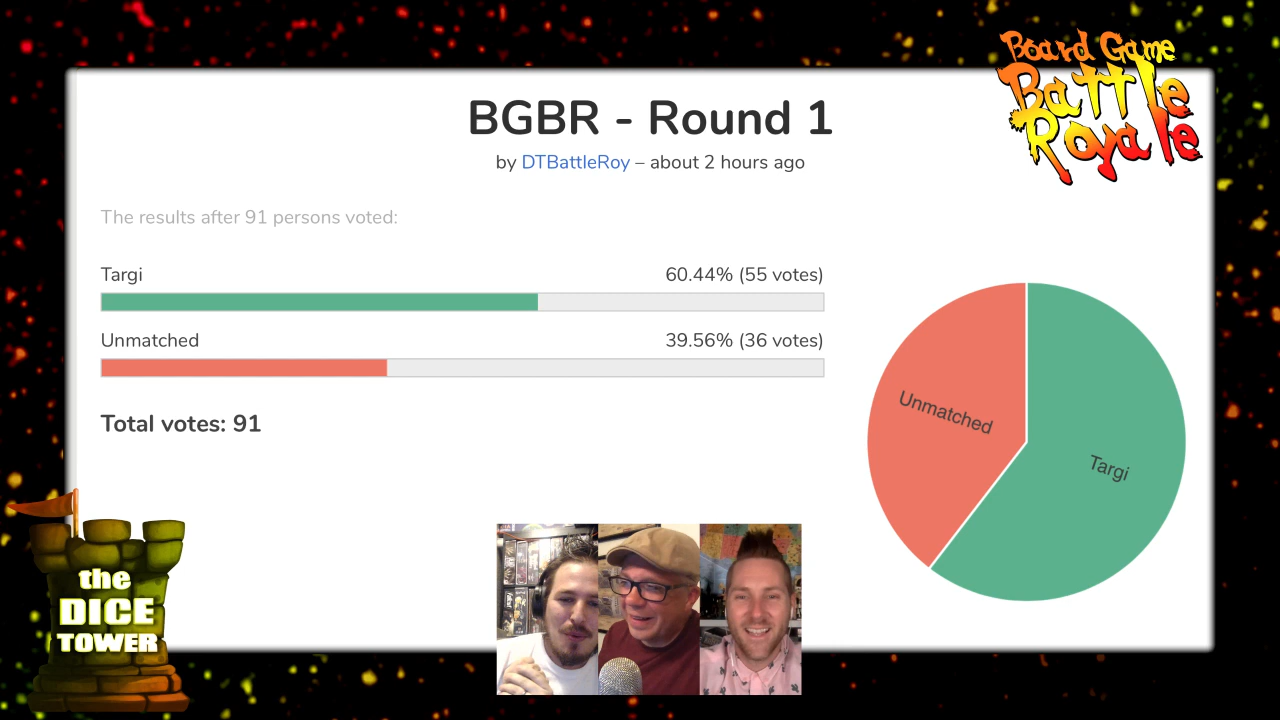 Board Game
Battle
Royale
BGBR - Round 1
by DTBattleRoy – about 2 hours ago
The results after 91 persons voted:
Targi 60.44% (55 votes)
Unmatched 39.56% (36 votes)
Total votes: 91
Unmatched
Targi
the
DICE
TOWER